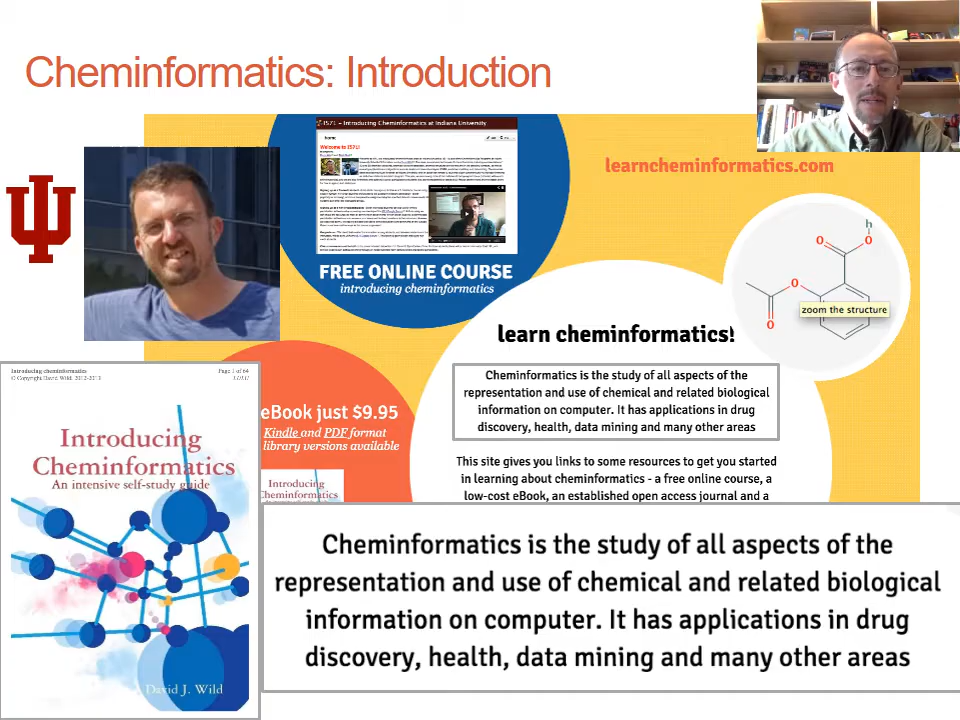 Cheminformatics: Introduction
IS71 – Introducing Cheminformatics at Indiana University
home
Welcome to I571!
learncheminformatics.com
FREE ONLINE COURSE
introducing cheminformatics
h
O
O
O
O
zoom the structure
learn cheminformatics!
Cheminformatics is the study of all aspects of the
representation and use of chemical and related biological
information on computer. It has applications in drug
discovery, health, data mining and many other areas
This site gives you links to some resources to get you started
in learning about cheminformatics - a free online course, a
low-cost eBook, an established open access journal and a
eBook just $9.95
Kindle and PDF format
library versions available
Introducing
Cheminformatics
Introducing cheminformatics
© Copyright David Wild, 2012-2013
Page 1 of 64
Introducing
Cheminformatics
An intensive self-study guide
David J. Wild
Cheminformatics is the study of all aspects of the
representation and use of chemical and related biological
information on computer. It has applications in drug
discovery, health, data mining and many other areas